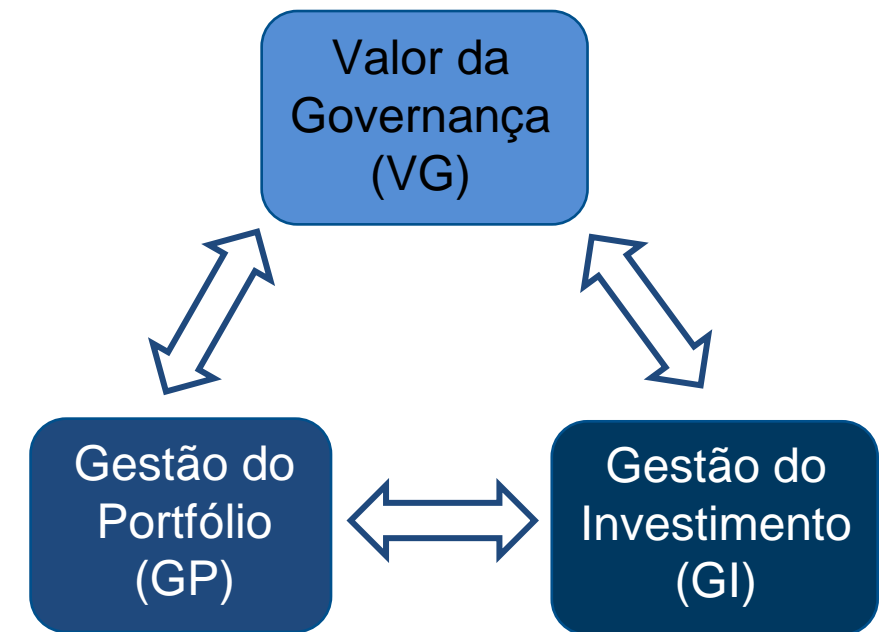 Valor da
Governança
(VG)
Gestão do
Portfólio
(GP)
Gestão do
Investimento
(GI)